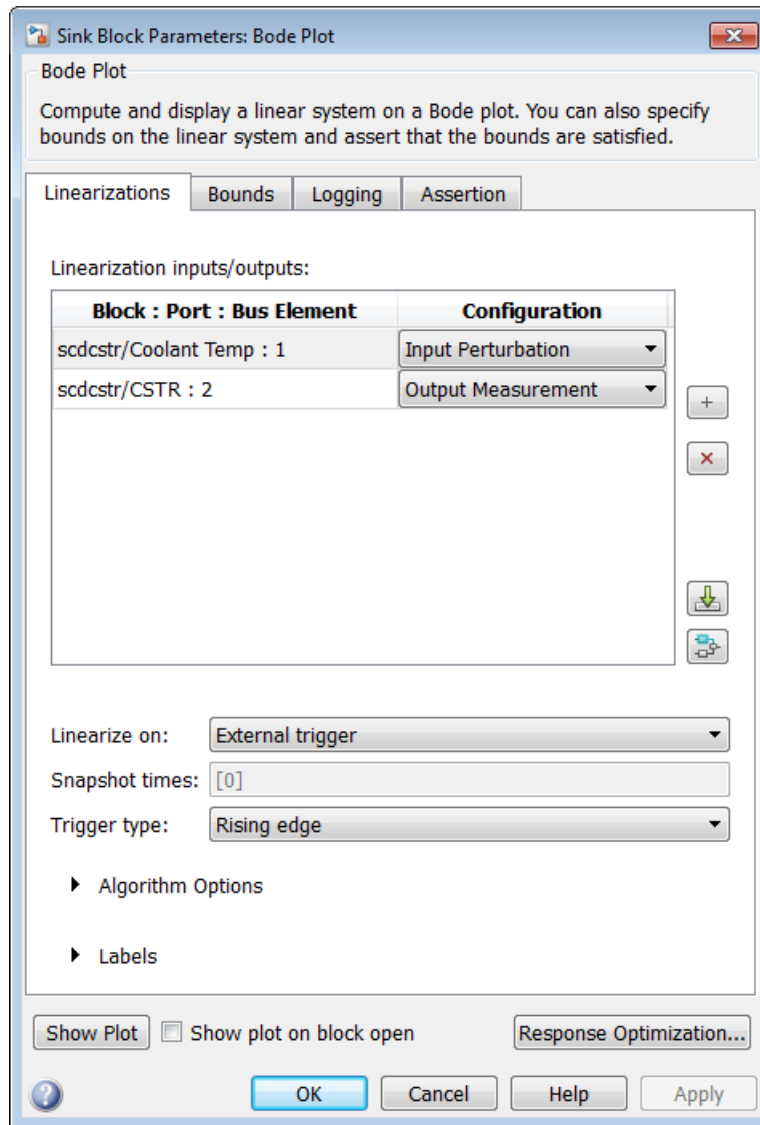 Sink Block Parameters: Bode Plot
Bode Plot
Compute and display a linear system on a Bode plot. You can also specify
bounds on the linear system and assert that the bounds are satisfied.
Linearizations Bounds Logging Assertion
Linearization inputs/outputs:
Block : Port : Bus Element Configuration
scdcstr/Coolant Temp : 1 Input Perturbation
scdcstr/CSTR : 2 Output Measurement
Linearize on: External trigger
Snapshot times: [0]
Trigger type: Rising edge
Algorithm Options
Labels
Show Plot Show plot on block open Response Optimization...
OK Cancel Help Apply